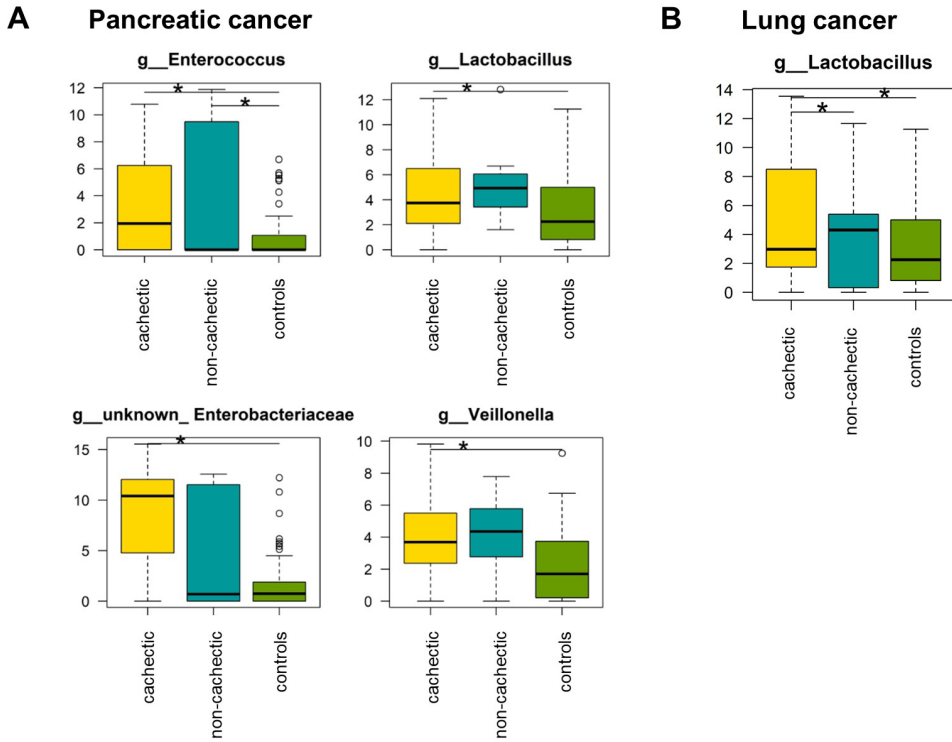 A Pancreatic cancer
g__Enterococcus
*
*
12
10
8
6
4
2
0
cachectic
non-cachectic
controls
g__Lactobacillus
*
12
10
8
6
4
2
0
cachectic
non-cachectic
controls
g__unknown_ Enterobacteriaceae
*
15
10
5
0
cachectic
non-cachectic
controls
g__Veillonella
*
10
8
6
4
2
0
cachectic
non-cachectic
controls
B Lung cancer
g__Lactobacillus
*
*
14
12
10
8
6
4
2
0
cachectic
non-cachectic
controls